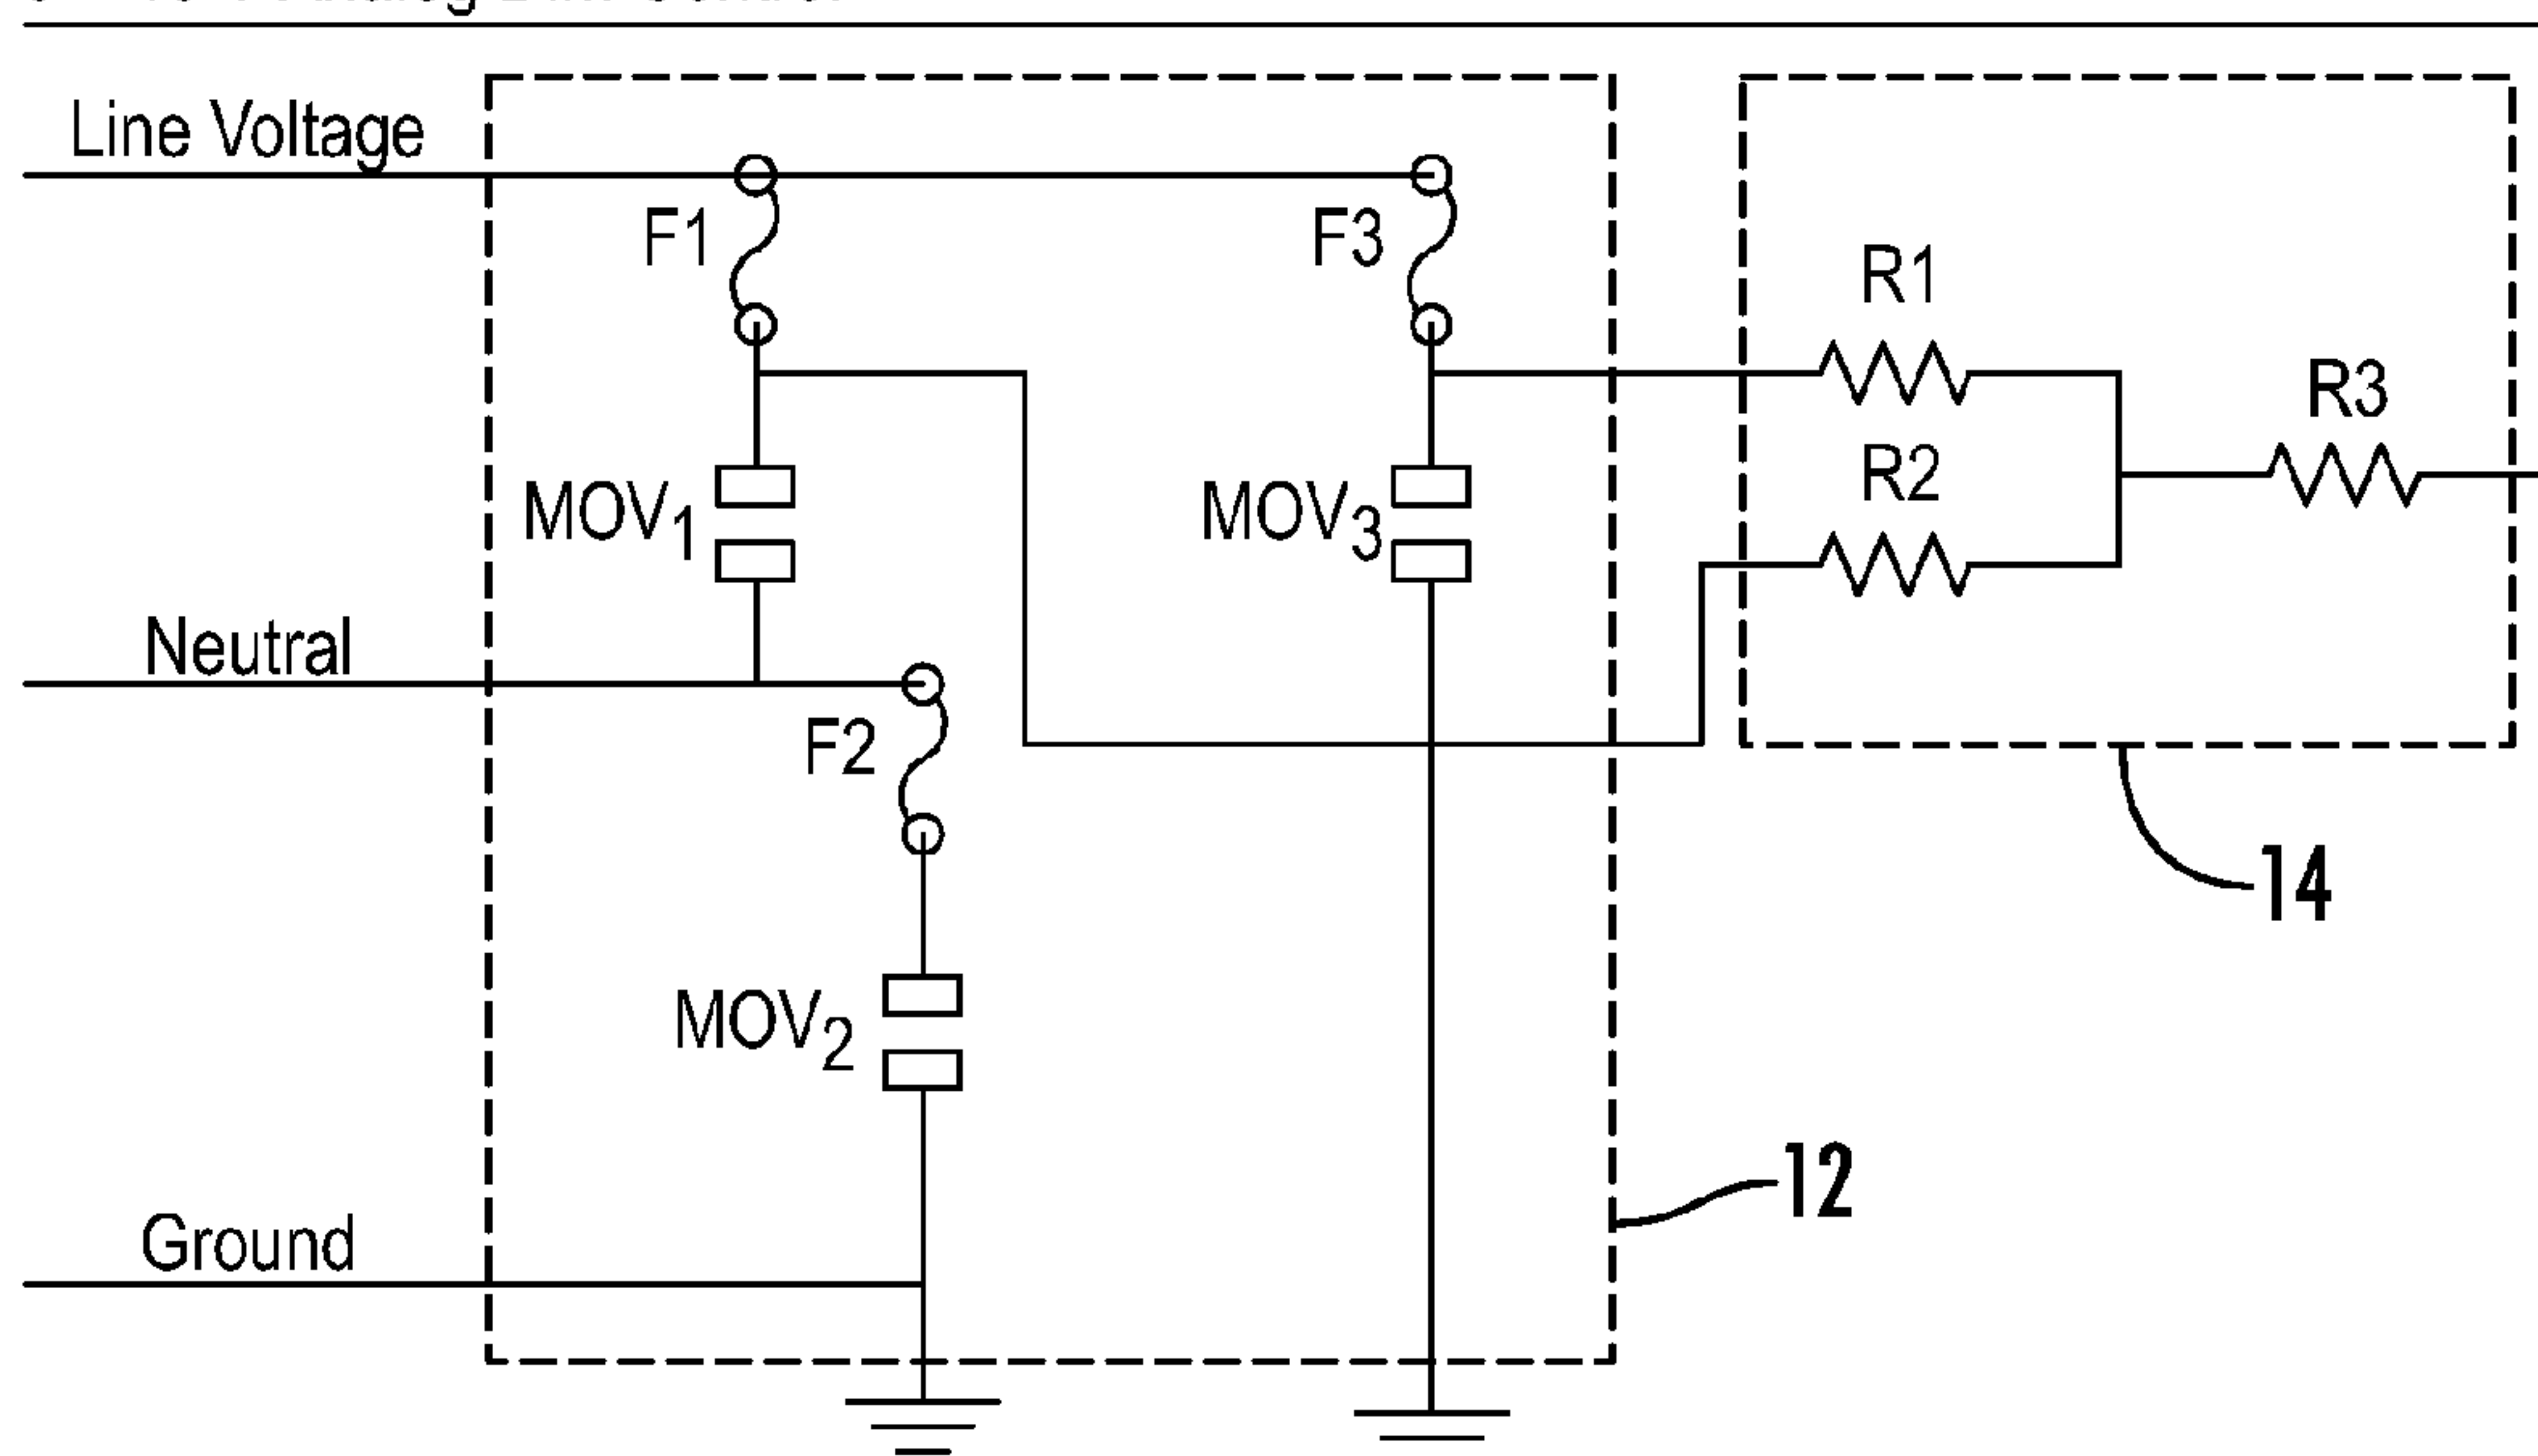 Line Voltage
F1
F3
R1
R3
R2
MOV1
MOV3
Neutral
F2
14
MOV2
12
Ground